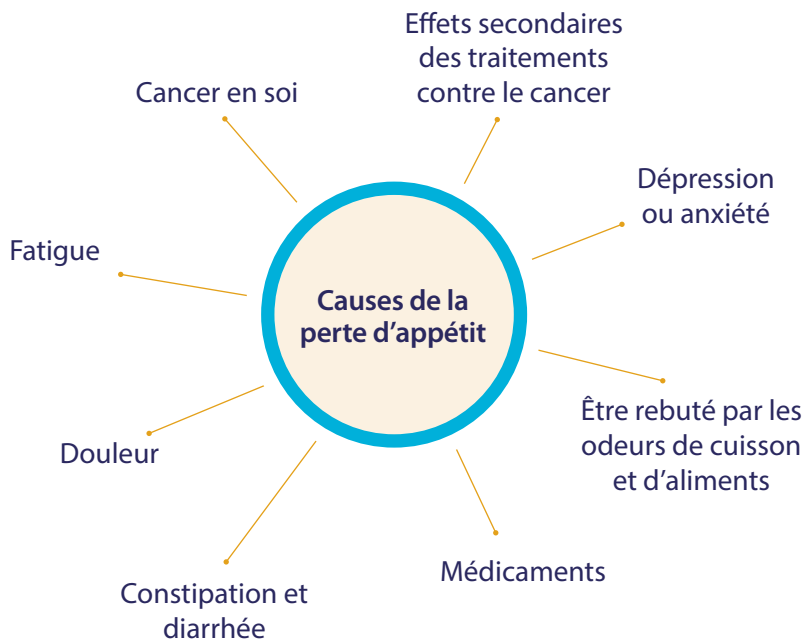 Effets secondaires
des traitements
contre le cancer
Cancer en soi
Dépression
ou anxiété
Fatigue
Causes de la
perte d’appétit
Être rebuté par les
odeurs de cuisson
et d’aliments
Douleur
Médicaments
Constipation et
diarrhée